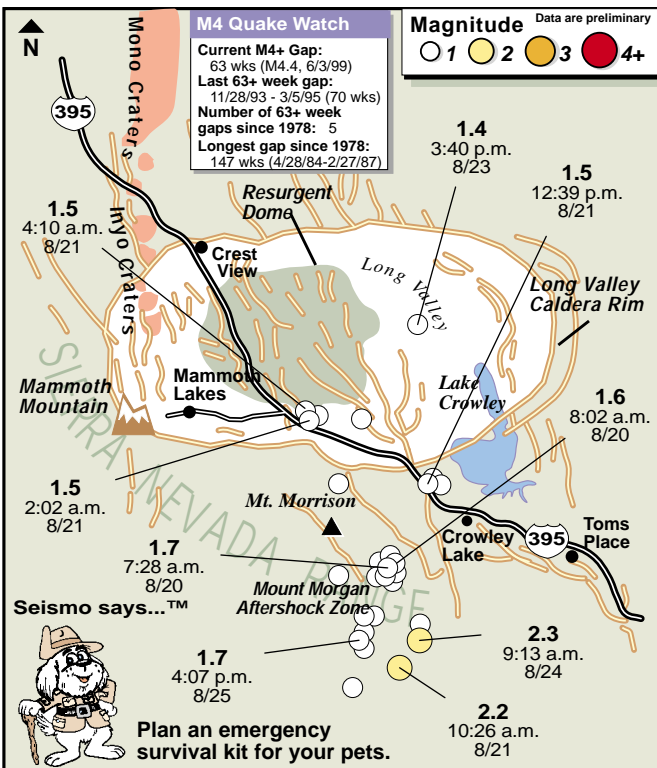 N
Mono Craters
Inyo Craters
395
M4 Quake Watch
Current M4+ Gap:
63 wks (M4.4, 6/3/99)
Last 63+ week gap:
11/28/93 - 3/5/95 (70 wks)
Number of 63+ week
gaps since 1978: 5
Longest gap since 1978:
147 wks (4/28/84-2/27/87)
Magnitude
Data are preliminary
1 2 3 4+
1.4
3:40 p.m.
8/23
1.5
12:39 p.m.
8/21
1.5
4:10 a.m.
8/21
Resurgent
Dome
Crest
View
Long Valley
Long Valley
Caldera Rim
Mammoth
Mountain
Mammoth
Lakes
Lake
Crowley
1.6
8:02 a.m.
8/20
SIERRA NEVADA RANGE
1.5
2:02 a.m.
8/21
Mt. Morrison
Crowley
Lake
395
Toms
Place
1.7
7:28 a.m.
8/20
Mount Morgan
Aftershock Zone
Seismo says...™
1.7
4:07 p.m.
8/25
2.3
9:13 a.m.
8/24
2.2
10:26 a.m.
8/21
Plan an emergency
survival kit for your pets.